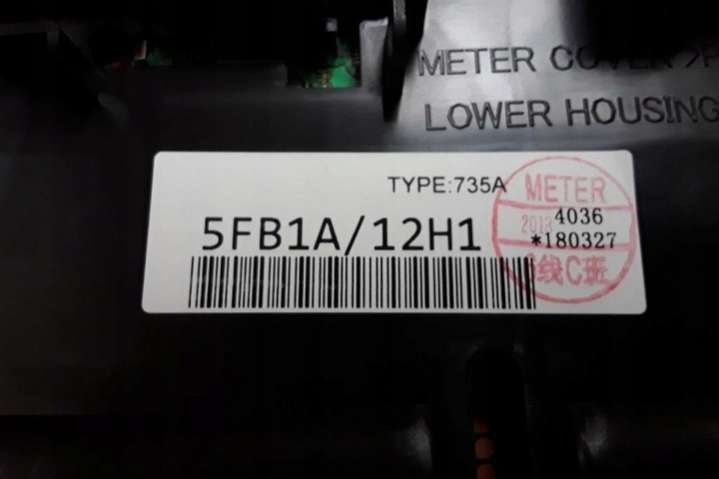 METER COVER >P
LOWER HOUSING
TYPE:735A
5FB1A/12H1
METER
4036
*180327
线C班